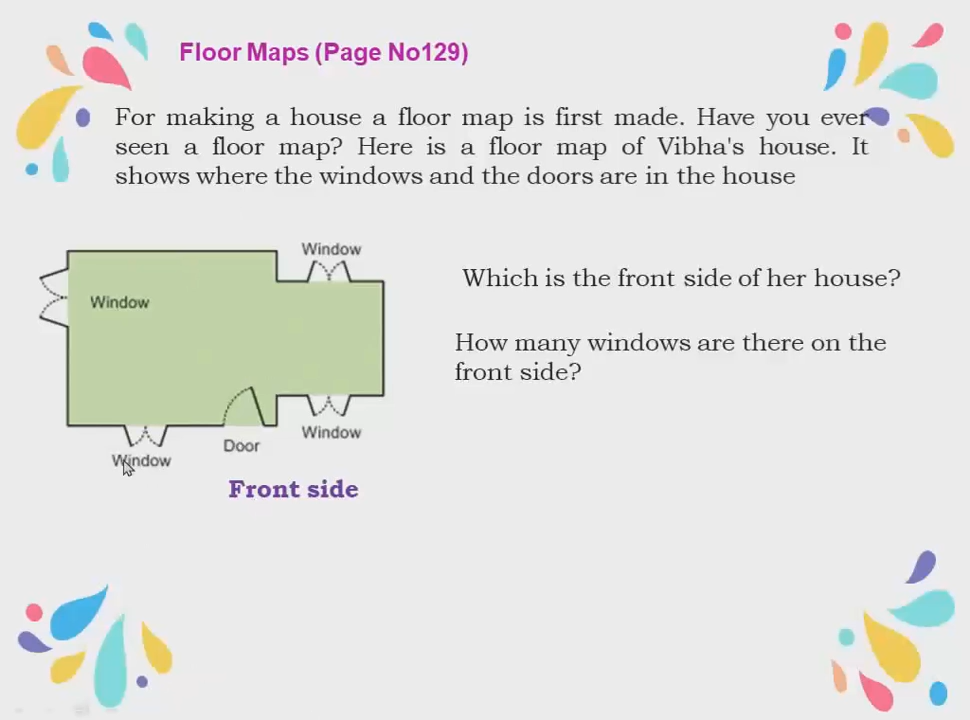 Floor Maps (Page No129)
For making a house a floor map is first made. Have you ever
seen a floor map? Here is a floor map of Vibha's house. It
shows where the windows and the doors are in the house
Window
Window
Which is the front side of her house?
How many windows are there on the
front side?
Window
Door
Window
Front side